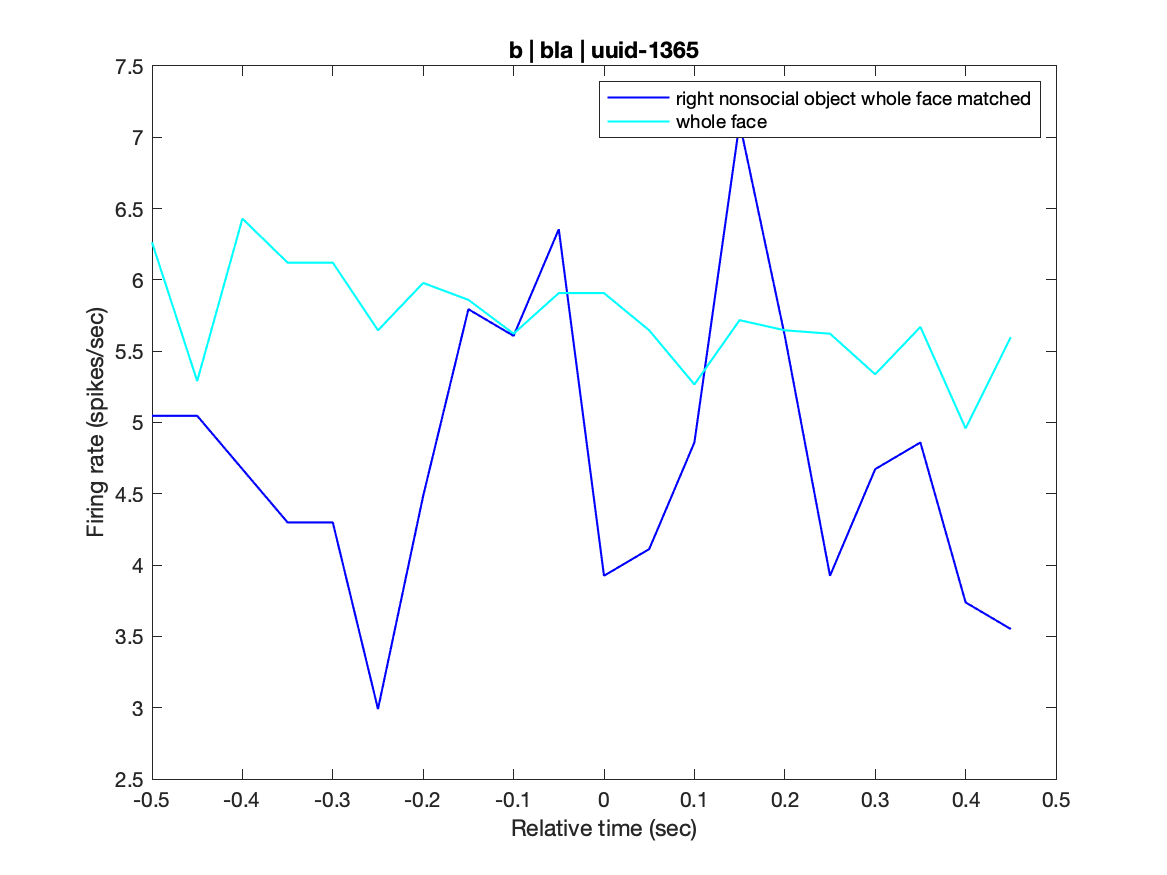 b | bla | uuid-1365
7.5
7
6.5
6
5.5
5
4.5
4
3.5
3
2.5
Firing rate (spikes/sec)
right nonsocial object whole face matched
whole face
-0.5 -0.4 -0.3 -0.2 -0.1 0 0.1 0.2 0.3 0.4 0.5
Relative time (sec)